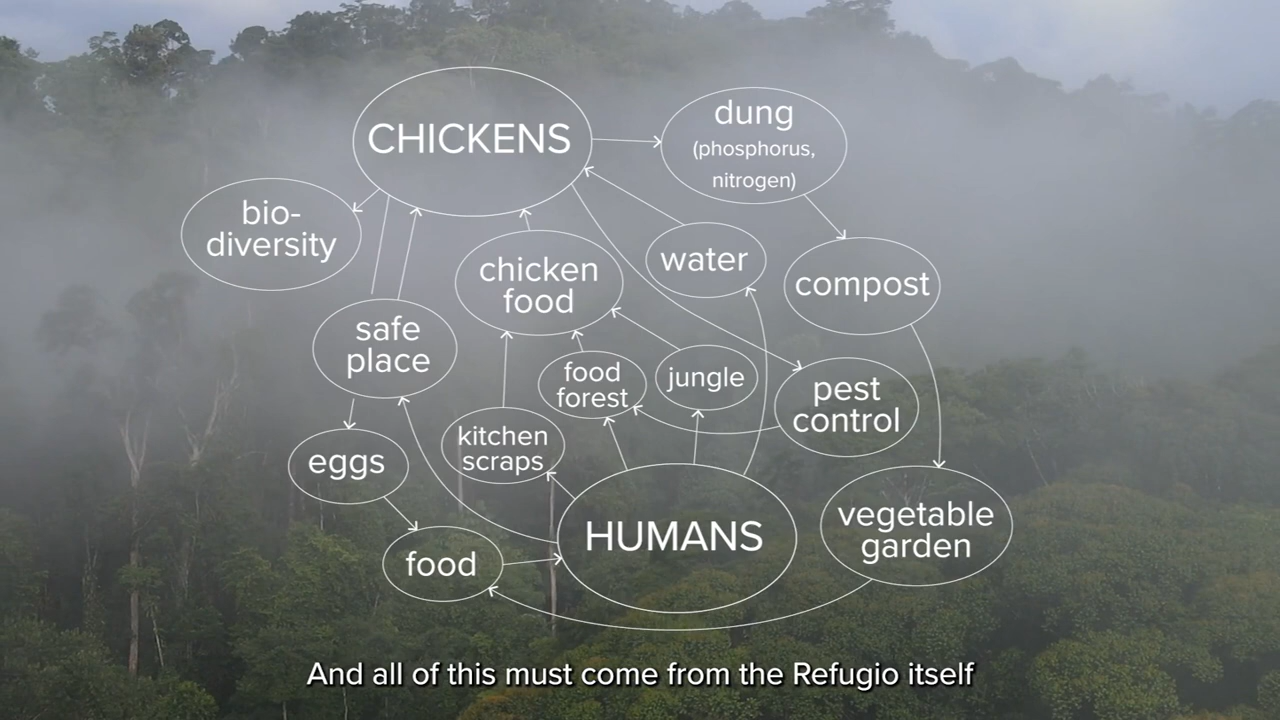 CHICKENS
dung
(phosphorus,
nitrogen)
bio-
diversity
chicken
food
water
compost
safe
place
food
forest
jungle
pest
control
kitchen
scraps
eggs
HUMANS
vegetable
garden
food
And all of this must come from the Refugio itself